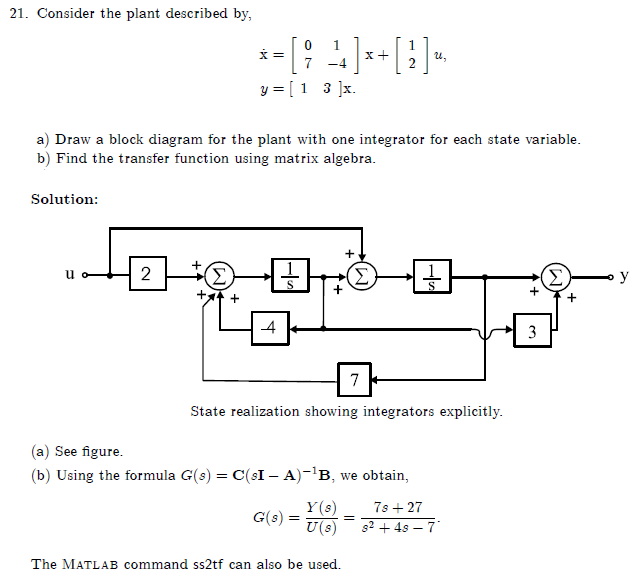 21. Consider the plant described by,
ẋ = [ 0 1 ; 7 −4 ] x + [ 1 ; 2 ] u,
y = [ 1 3 ]x.
a) Draw a block diagram for the plant with one integrator for each state variable.
b) Find the transfer function using matrix algebra.
Solution:
u 2 + Σ + + 1/s + Σ + 1/s Σ + + y
-4 3
7
State realization showing integrators explicitly.
(a) See figure.
(b) Using the formula G(s) = C(sI − A)⁻¹B, we obtain,
G(s) = Y(s)/U(s) = (7s + 27)/(s² + 4s − 7).
The MATLAB command ss2tf can also be used.